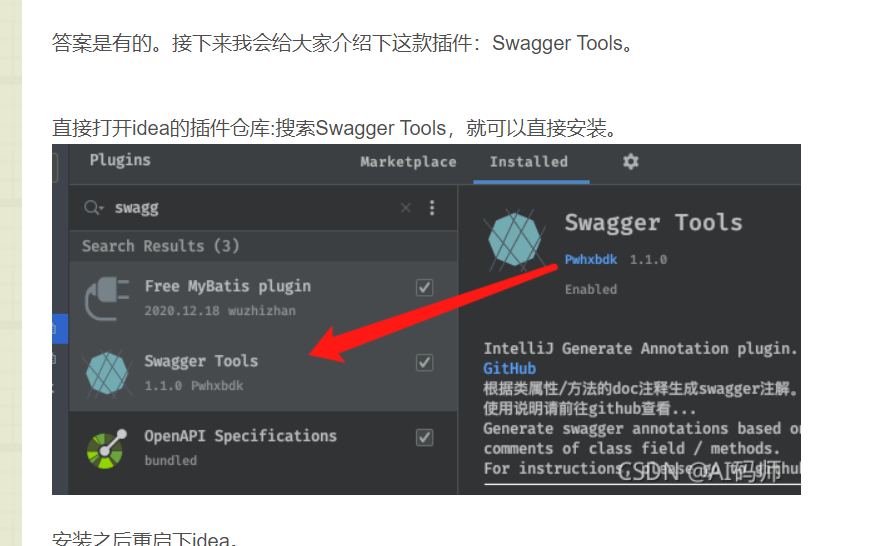 答案是有的。接下来我会给大家介绍下这款插件：Swagger Tools。
直接打开idea的插件仓库:搜索Swagger Tools，就可以直接安装。
Plugins
Marketplace
Installed
swagg
Search Results (3)
Free MyBatis plugin
2020.12.18 wuzhizhan
Swagger Tools
1.1.0 Pwhxbdk
OpenAPI Specifications
bundled
Swagger Tools
Pwhxbdk 1.1.0
Enabled
IntelliJ Generate Annotation plugin.
GitHub
根据类属性/方法的doc注释生成swagger注解。
使用说明请前往github查看...
Generate swagger annotations based on
comments of class field / methods.
For instructions, please go to github
CSDN @AI码师
安装之后重启下idea。